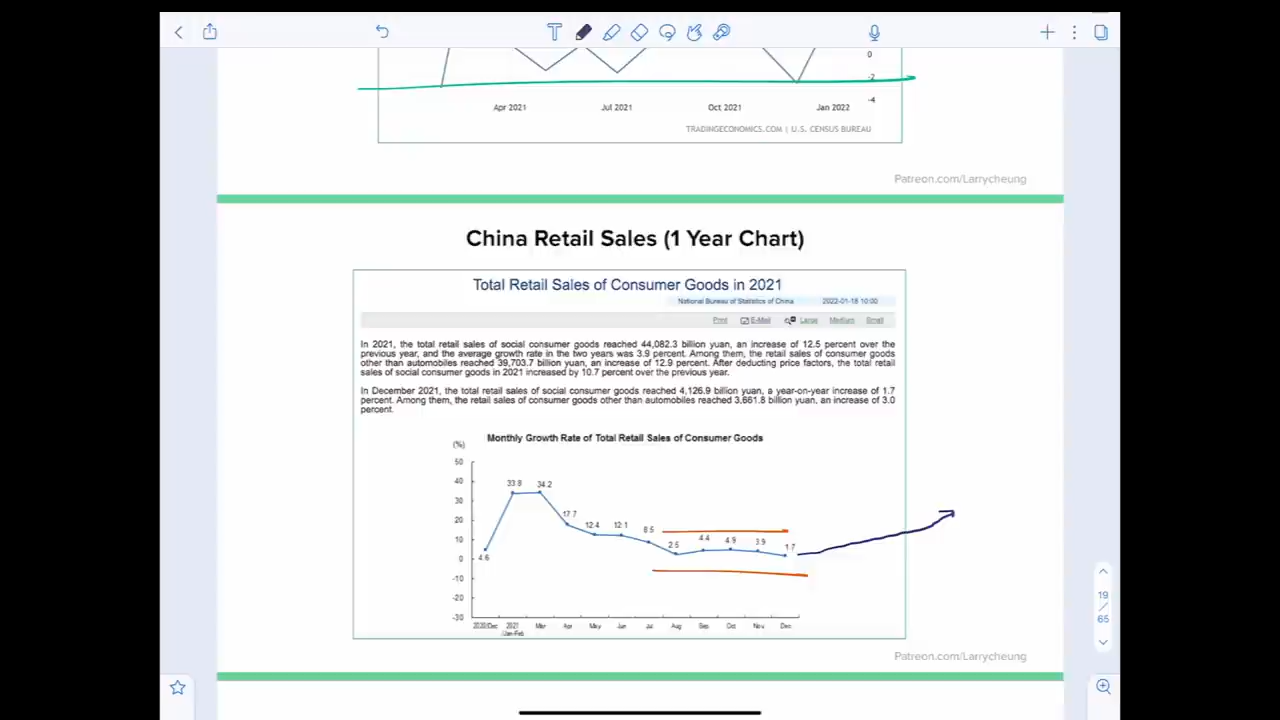 T
0
-2
-4
Apr 2021 Jul 2021 Oct 2021 Jan 2022
TRADINGECONOMICS.COM | U.S. CENSUS BUREAU
Patreon.com/Larrycheung
China Retail Sales (1 Year Chart)
Total Retail Sales of Consumer Goods in 2021
National Bureau of Statistics of China 2022-01-18 10:00
Print E-Mail Large Medium Small
In 2021, the total retail sales of social consumer goods reached 44,082.3 billion yuan, an increase of 12.5 percent over the
previous year, and the average growth rate in the two years was 3.9 percent. Among them, the retail sales of consumer goods
other than automobiles reached 39,703.7 billion yuan, an increase of 12.9 percent. After deducting price factors, the total retail
sales of social consumer goods in 2021 increased by 10.7 percent over the previous year.
In December 2021, the total retail sales of social consumer goods reached 4,126.9 billion yuan, a year-on-year increase of 1.7
percent. Among them, the retail sales of consumer goods other than automobiles reached 3,661.8 billion yuan, an increase of 3.0
percent.
Monthly Growth Rate of Total Retail Sales of Consumer Goods
(%)
50
40
30
20
10
0
-10
-20
-30
4.6 33.8 34.2 17.7 12.4 12.1 8.5 2.5 4.4 4.9 3.9 1.7
2020/Dec 2021 Mar Apr May Jun Jul Aug Sep Oct Nov Dec
/Jan-Feb
19
/
65
Patreon.com/Larrycheung